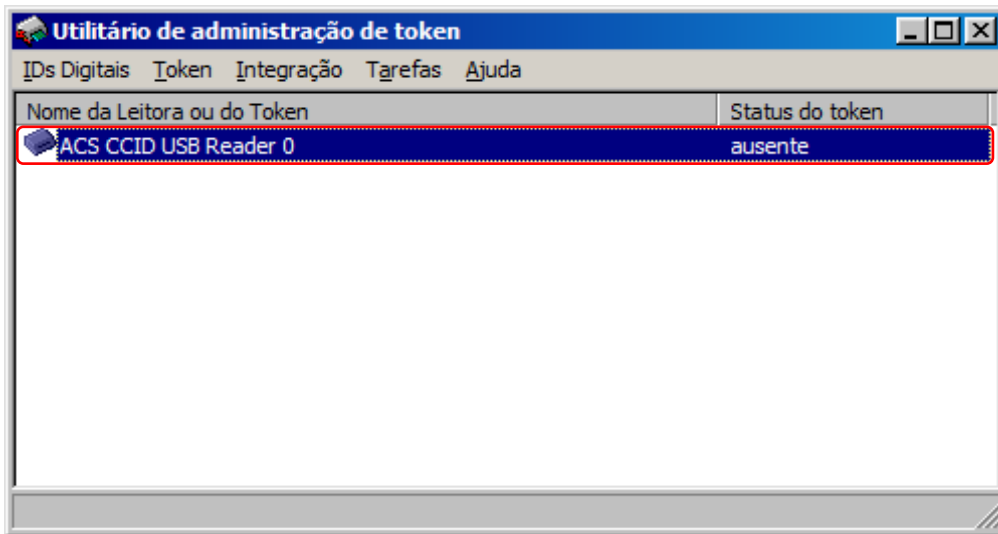 Utilitário de administração de token
IDs Digitais Token Integração Tarefas Ajuda
Nome da Leitora ou do Token Status do token
ACS CCID USB Reader 0 ausente